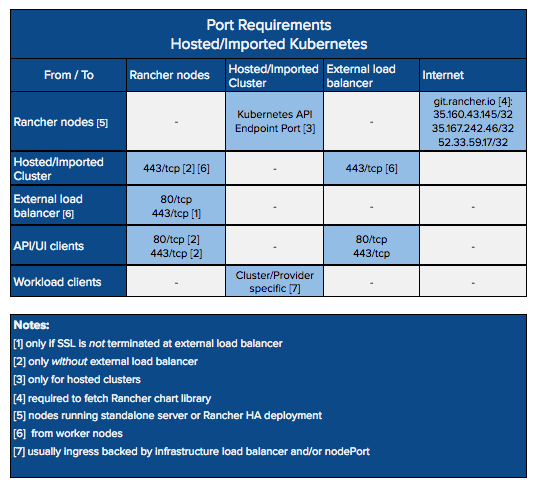 Port Requirements
Hosted/Imported Kubernetes
From / To
Rancher nodes
Hosted/Imported
Cluster
External load
balancer
Internet
Rancher nodes [5]
-
Kubernetes API
Endpoint Port [3]
-
git.rancher.io [4]:
35.160.43.145/32
35.167.242.46/32
52.33.59.17/32
Hosted/Imported
Cluster
443/tcp [2] [6]
-
443/tcp [6]
External load
balancer [6]
80/tcp
443/tcp [1]
-
-
-
API/UI clients
80/tcp [2]
443/tcp [2]
-
80/tcp
443/tcp
-
Workload clients
-
Cluster/Provider
specific [7]
-
-
Notes:
[1] only if SSL is not terminated at external load balancer
[2] only without external load balancer
[3] only for hosted clusters
[4] required to fetch Rancher chart library
[5] nodes running standalone server or Rancher HA deployment
[6] from worker nodes
[7] usually ingress backed by infrastructure load balancer and/or nodePort